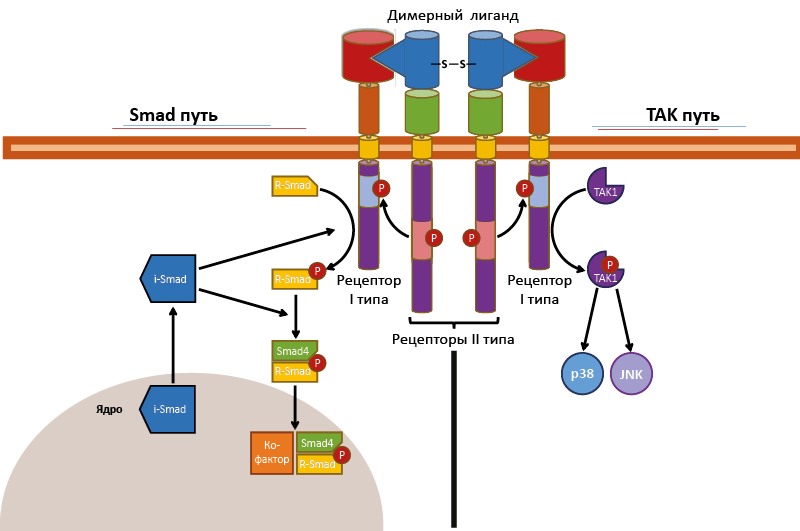 Димерный лиганд
—S—S—
Smad путь
TAK путь
R-Smad
P
P
TAK1
P
P
i-Smad
R-Smad
P
Рецептор
I типа
Рецептор
I типа
P
TAK1
Smad4
R-Smad
P
Рецепторы II типа
p38
JNK
Ядро
i-Smad
Ко-
фактор
Smad4
R-Smad
P